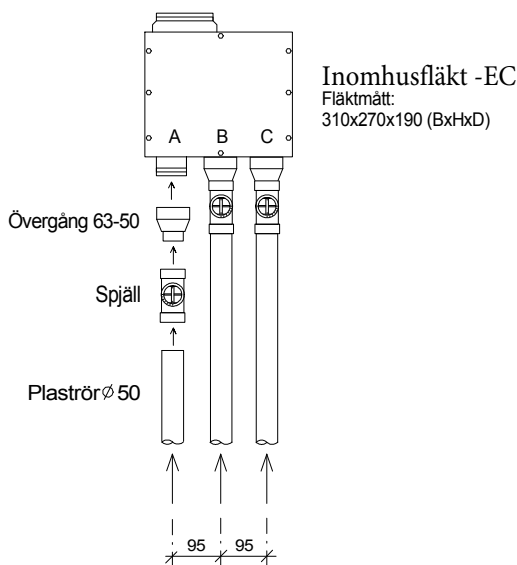 Inomhusfläkt -EC
Fläktmått:
310x270x190 (BxHxD)
A B C
Övergång 63-50
Spjäll
Plaströr⌀50
95 95